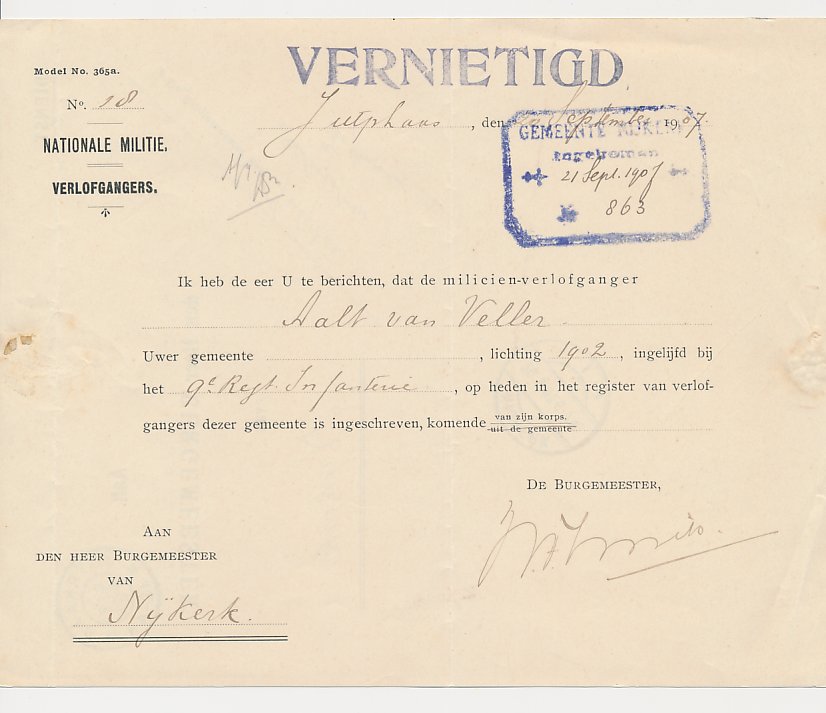 VERNIETIGD
Model No. 365a.
No. 28
Jutphaas, den September 1907.
NATIONALE MILITIE.
VERLOFGANGERS.
GEMEENTE NIJKERK
Ingekomen
21 Sept. 1907
863
Ik heb de eer U te berichten, dat de milicien-verlofganger
Aalt van Veller
Uwer gemeente , lichting 1902, ingelijfd bij
het 9e Regt. Infanterie, op heden in het register van verlof-
gangers dezer gemeente is ingeschreven, komende van zijn korps.
uit de gemeente
De Burgemeester,
Aan
den heer Burgemeester
van
Nijkerk.